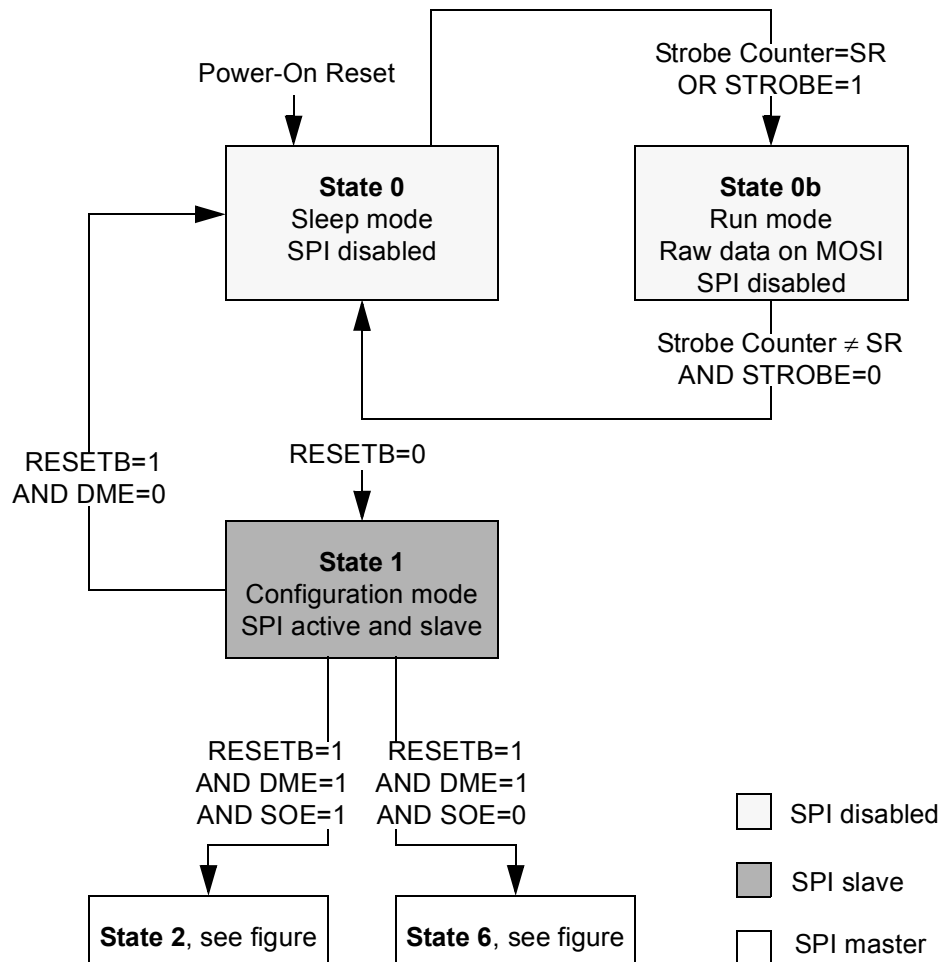 Power-On Reset
Strobe Counter=SR
OR STROBE=1
State 0
Sleep mode
SPI disabled
State 0b
Run mode
Raw data on MOSI
SPI disabled
Strobe Counter ≠ SR
AND STROBE=0
RESETB=1
AND DME=0
RESETB=0
State 1
Configuration mode
SPI active and slave
RESETB=1
AND DME=1
AND SOE=1
RESETB=1
AND DME=1
AND SOE=0
State 2, see figure
State 6, see figure
SPI disabled
SPI slave
SPI master